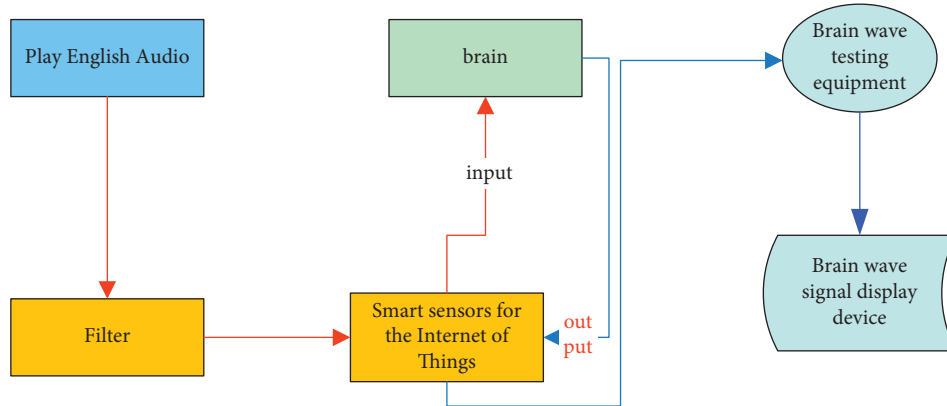 Play English Audio
brain
Brain wave
testing
equipment
input
Filter
Smart sensors for
the Internet of
Things
out
put
Brain wave
signal display
device